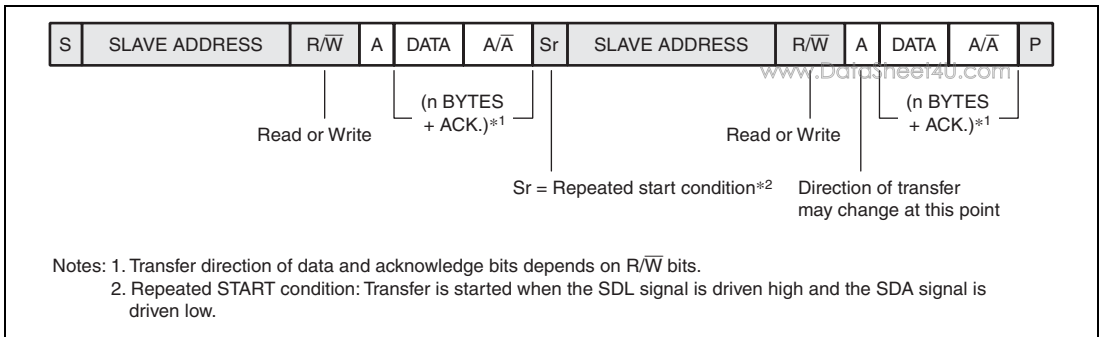 S SLAVE ADDRESS R/W̅ A DATA A/A̅ Sr SLAVE ADDRESS R/W̅ A DATA A/A̅ P
www.DataSheet4U.com
(n BYTES
+ ACK.)*1
Read or Write
(n BYTES
+ ACK.)*1
Read or Write
Sr = Repeated start condition*2
Direction of transfer
may change at this point
Notes: 1. Transfer direction of data and acknowledge bits depends on R/W̅ bits.
2. Repeated START condition: Transfer is started when the SDL signal is driven high and the SDA signal is
driven low.